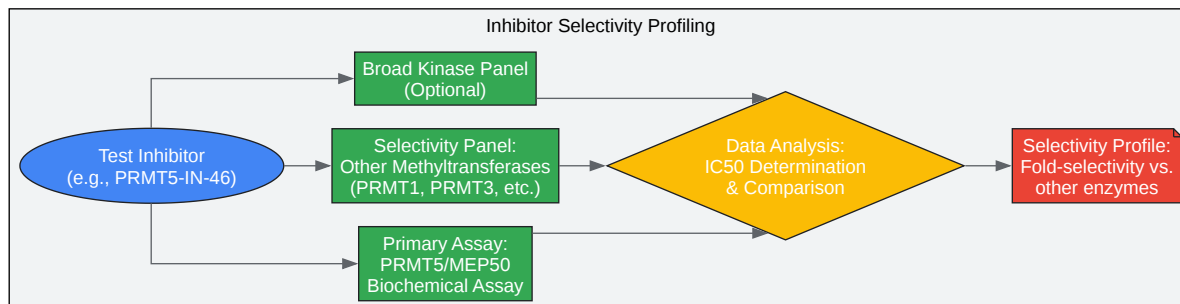 Inhibitor Selectivity Profiling
Broad Kinase Panel
(Optional)
Test Inhibitor
(e.g., PRMT5-IN-46)
Selectivity Panel:
Other Methyltransferases
(PRMT1, PRMT3, etc.)
Primary Assay:
PRMT5/MEP50
Biochemical Assay
Data Analysis:
IC50 Determination
& Comparison
Selectivity Profile:
Fold-selectivity vs.
other enzymes